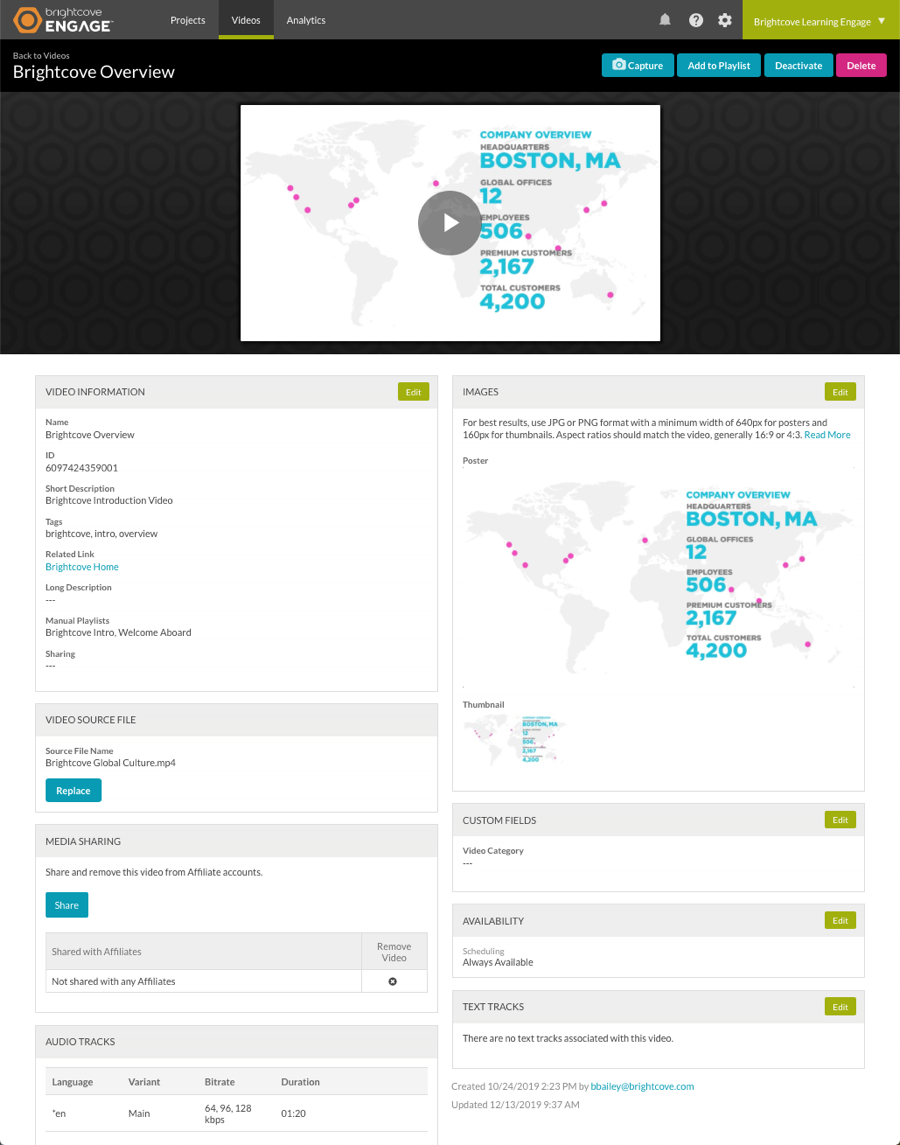 brightcove
ENGAGE™
Projects
Videos
Analytics
Brightcove Learning Engage
Back to Videos
Brightcove Overview
Capture
Add to Playlist
Deactivate
Delete
COMPANY OVERVIEW
HEADQUARTERS
BOSTON, MA
GLOBAL OFFICES
12
EMPLOYEES
506
PREMIUM CUSTOMERS
2,167
TOTAL CUSTOMERS
4,200
VIDEO INFORMATION
Edit
Name
Brightcove Overview
ID
6097424359001
Short Description
Brightcove Introduction Video
Tags
brightcove, intro, overview
Related Link
Brightcove Home
Long Description
---
Manual Playlists
Brightcove Intro, Welcome Aboard
Sharing
---
VIDEO SOURCE FILE
Source File Name
Brightcove Global Culture.mp4
Replace
MEDIA SHARING
Share and remove this video from Affiliate accounts.
Share
Shared with Affiliates
Remove
Video
Not shared with any Affiliates
AUDIO TRACKS
Language Variant Bitrate Duration
*en Main 64, 96, 128 01:20
kbps
IMAGES
Edit
For best results, use JPG or PNG format with a minimum width of 640px for posters and
160px for thumbnails. Aspect ratios should match the video, generally 16:9 or 4:3. Read More
Poster
COMPANY OVERVIEW
HEADQUARTERS
BOSTON, MA
GLOBAL OFFICES
12
EMPLOYEES
506
PREMIUM CUSTOMERS
2,167
TOTAL CUSTOMERS
4,200
Thumbnail
COMPANY OVERVIEW
BOSTON, MA
12
506
2,167
4,200
CUSTOM FIELDS
Edit
Video Category
---
AVAILABILITY
Edit
Scheduling
Always Available
TEXT TRACKS
Edit
There are no text tracks associated with this video.
Created 10/24/2019 2:23 PM by bbailey@brightcove.com
Updated 12/13/2019 9:37 AM